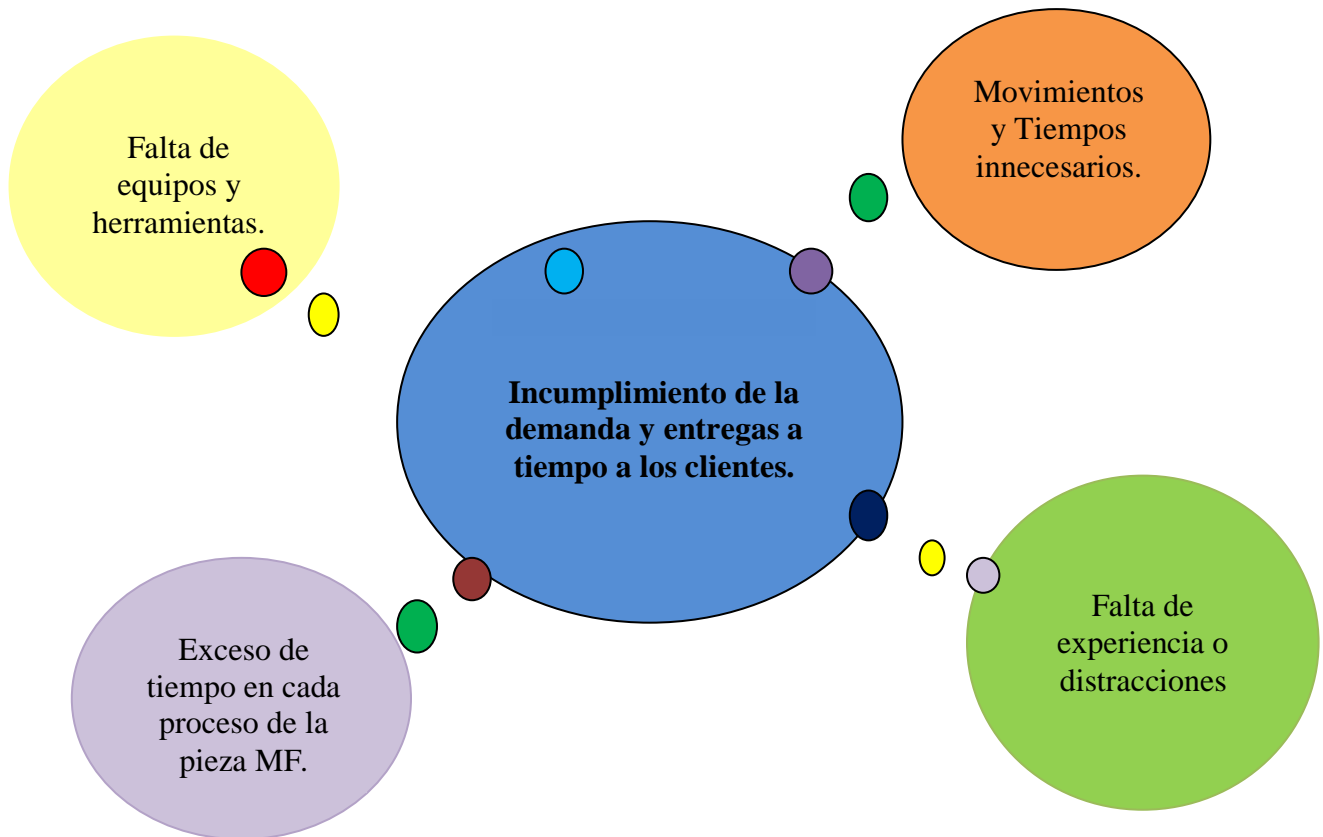 Falta de
equipos y
herramientas.
Movimientos
y Tiempos
innecesarios.
Incumplimiento de la
demanda y entregas a
tiempo a los clientes.
Exceso de
tiempo en cada
proceso de la
pieza MF.
Falta de
experiencia o
distracciones